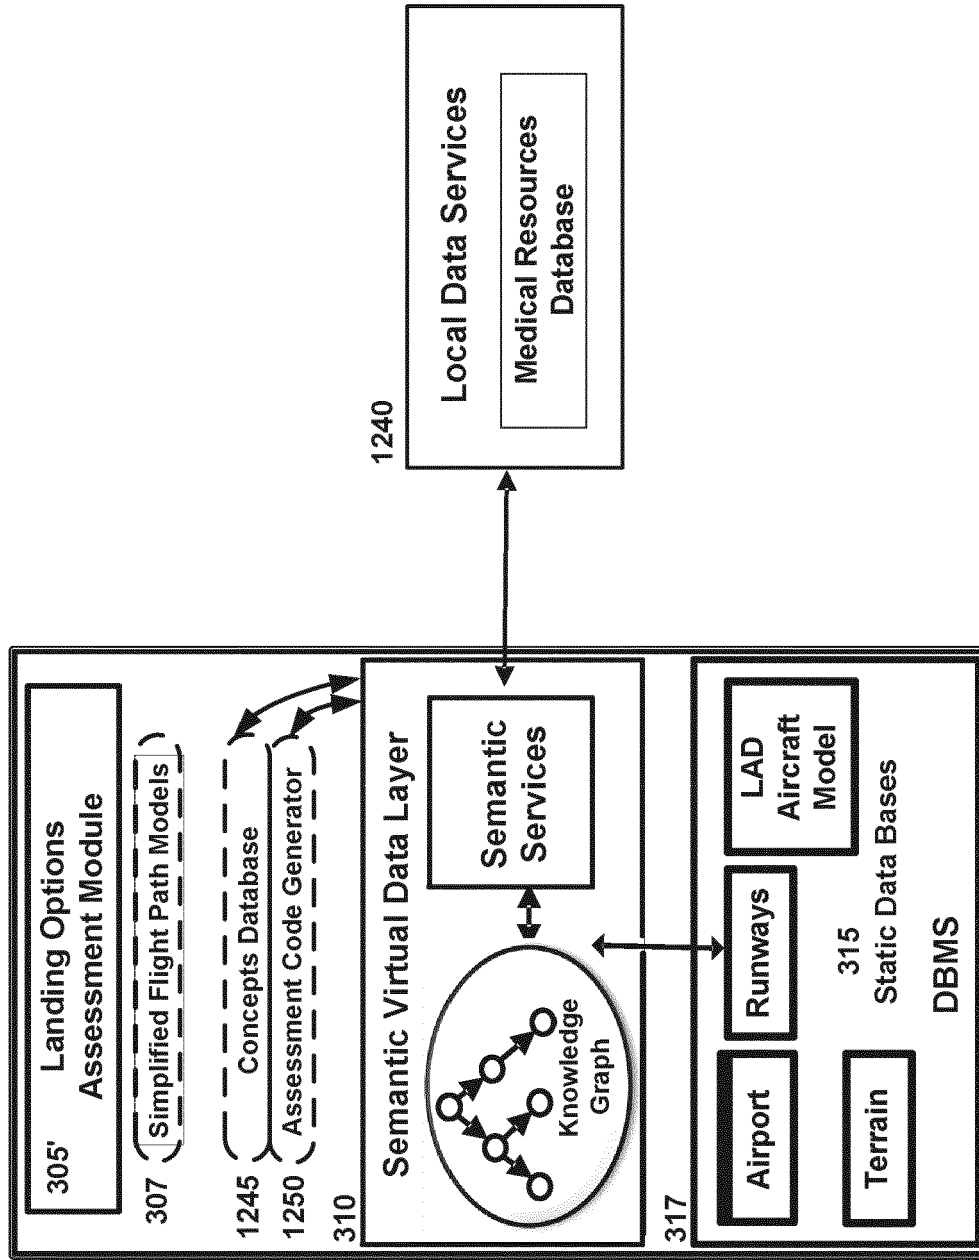 305'
Landing Options
Assessment Module
307
Simplified Flight Path Models
1245
Concepts Database
1250
Assessment Code Generator
310
Semantic Virtual Data Layer
Knowledge
Graph
Semantic
Services
317
Airport
Runways
LAD
Aircraft
Model
Terrain
315
Static Data Bases
DBMS
1240
Local Data Services
Medical Resources
Database